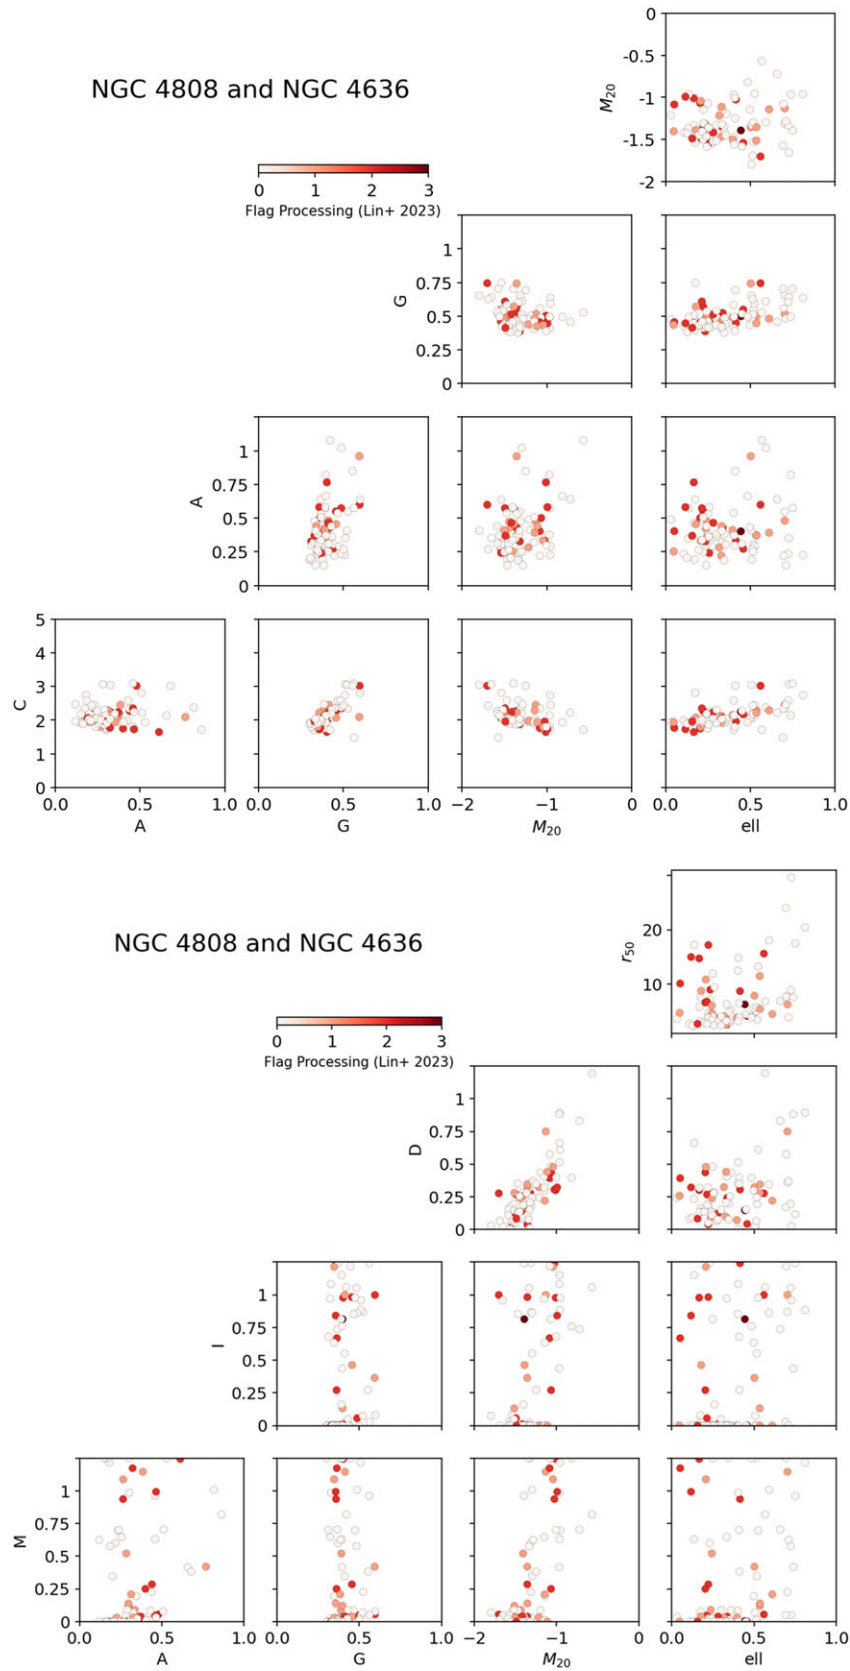 0
-0.5
M20
-1
NGC 4808 and NGC 4636
-1.5
-2
0 1 2 3
Flag Processing (Lin+ 2023)
1
0.75
G
0.5
0.25
0
1
0.75
A
0.5
0.25
0
5
4
3
C
2
1
0
0.0 0.5 1.0 0.0 0.5 1.0 −2 −1 0 0.0 0.5 1.0
A G M20 ell
NGC 4808 and NGC 4636
20
r50
10
0 1 2 3
Flag Processing (Lin+ 2023)
1
0.75
D
0.5
0.25
0
1
0.75
I
0.5
0.25
0
1
0.75
M
0.5
0.25
0
0.0 0.5 1.0 0.0 0.5 1.0 −2 −1 0 0.0 0.5 1.0
A G M20 ell